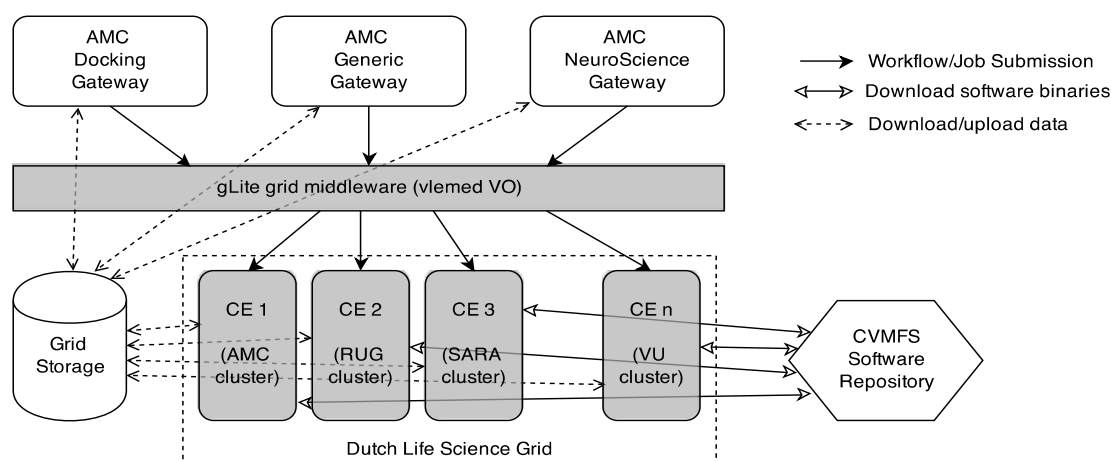 AMC
Docking
Gateway
AMC
Generic
Gateway
AMC
NeuroScience
Gateway
Workflow/Job Submission
Download software binaries
Download/upload data
gLite grid middleware (vlemed VO)
Grid
Storage
CE 1
(AMC
cluster)
CE 2
(RUG
cluster)
CE 3
(SARA
cluster)
CE n
(VU
cluster)
CVMFS
Software
Repository
Dutch Life Science Grid